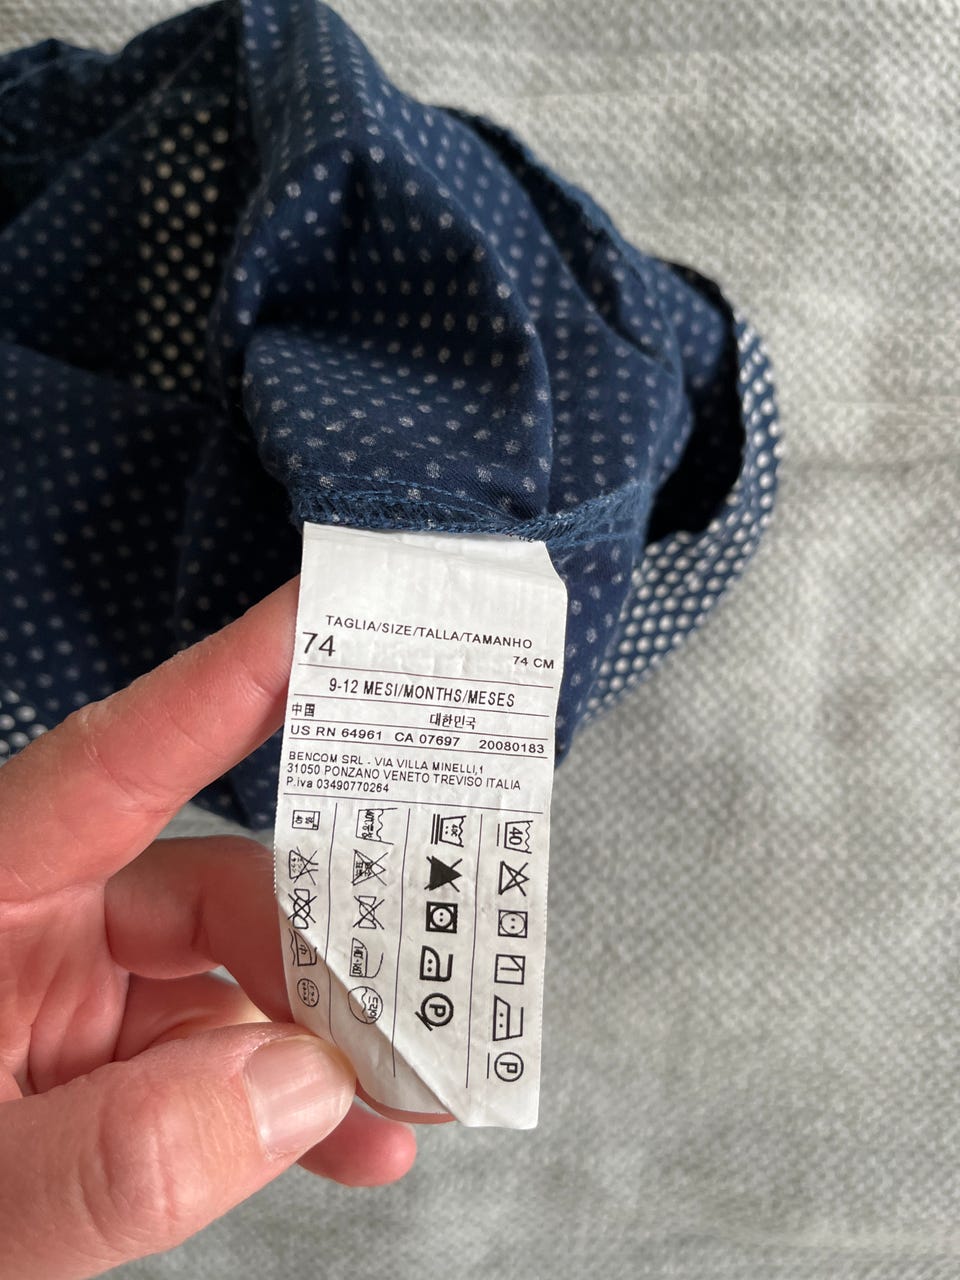 TAGLIA/SIZE/TALLA/TAMANHO
74 74 CM
9-12 MESI/MONTHS/MESES
中国 대한민국
US RN 64961 CA 07697 20080183
BENCOM SRL - VIA VILLA MINELLI,1
31050 PONZANO VENETO TREVISO ITALIA
P.iva 03490770264
40
P
P